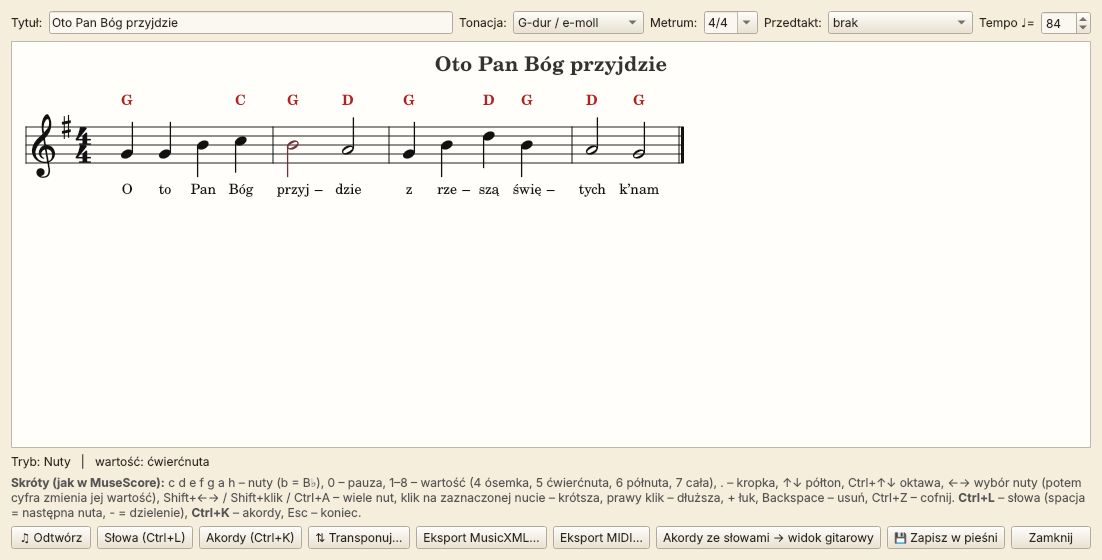 Tytuł: Oto Pan Bóg przyjdzie Tonacja: G-dur / e-moll Metrum: 4/4 Przedtakt: brak Tempo ♩= 84
Oto Pan Bóg przyjdzie
G C G D G D G D G
4
4
O to Pan Bóg przyj – dzie z rze – szą świę – tych k’nam
Tryb: Nuty | wartość: ćwierćnuta
Skróty (jak w MuseScore): c d e f g a h – nuty (b = B♭), 0 – pauza, 1–8 – wartość (4 ósemka, 5 ćwierćnuta, 6 półnuta, 7 cała), . – kropka, ↑↓ półton, Ctrl+↑↓ oktawa, ←→ wybór nuty (potem
cyfra zmienia jej wartość), Shift+←→ / Shift+klik / Ctrl+A – wiele nut, klik na zaznaczonej nucie – krótsza, prawy klik – dłuższa, + łuk, Backspace – usuń, Ctrl+Z – cofnij. Ctrl+L – słowa (spacja
= następna nuta, - = dzielenie), Ctrl+K – akordy, Esc – koniec.
♫ Odtwórz Słowa (Ctrl+L) Akordy (Ctrl+K) ⇅ Transponuj... Eksport MusicXML... Eksport MIDI... Akordy ze słowami → widok gitarowy 💾 Zapisz w pieśni Zamknij